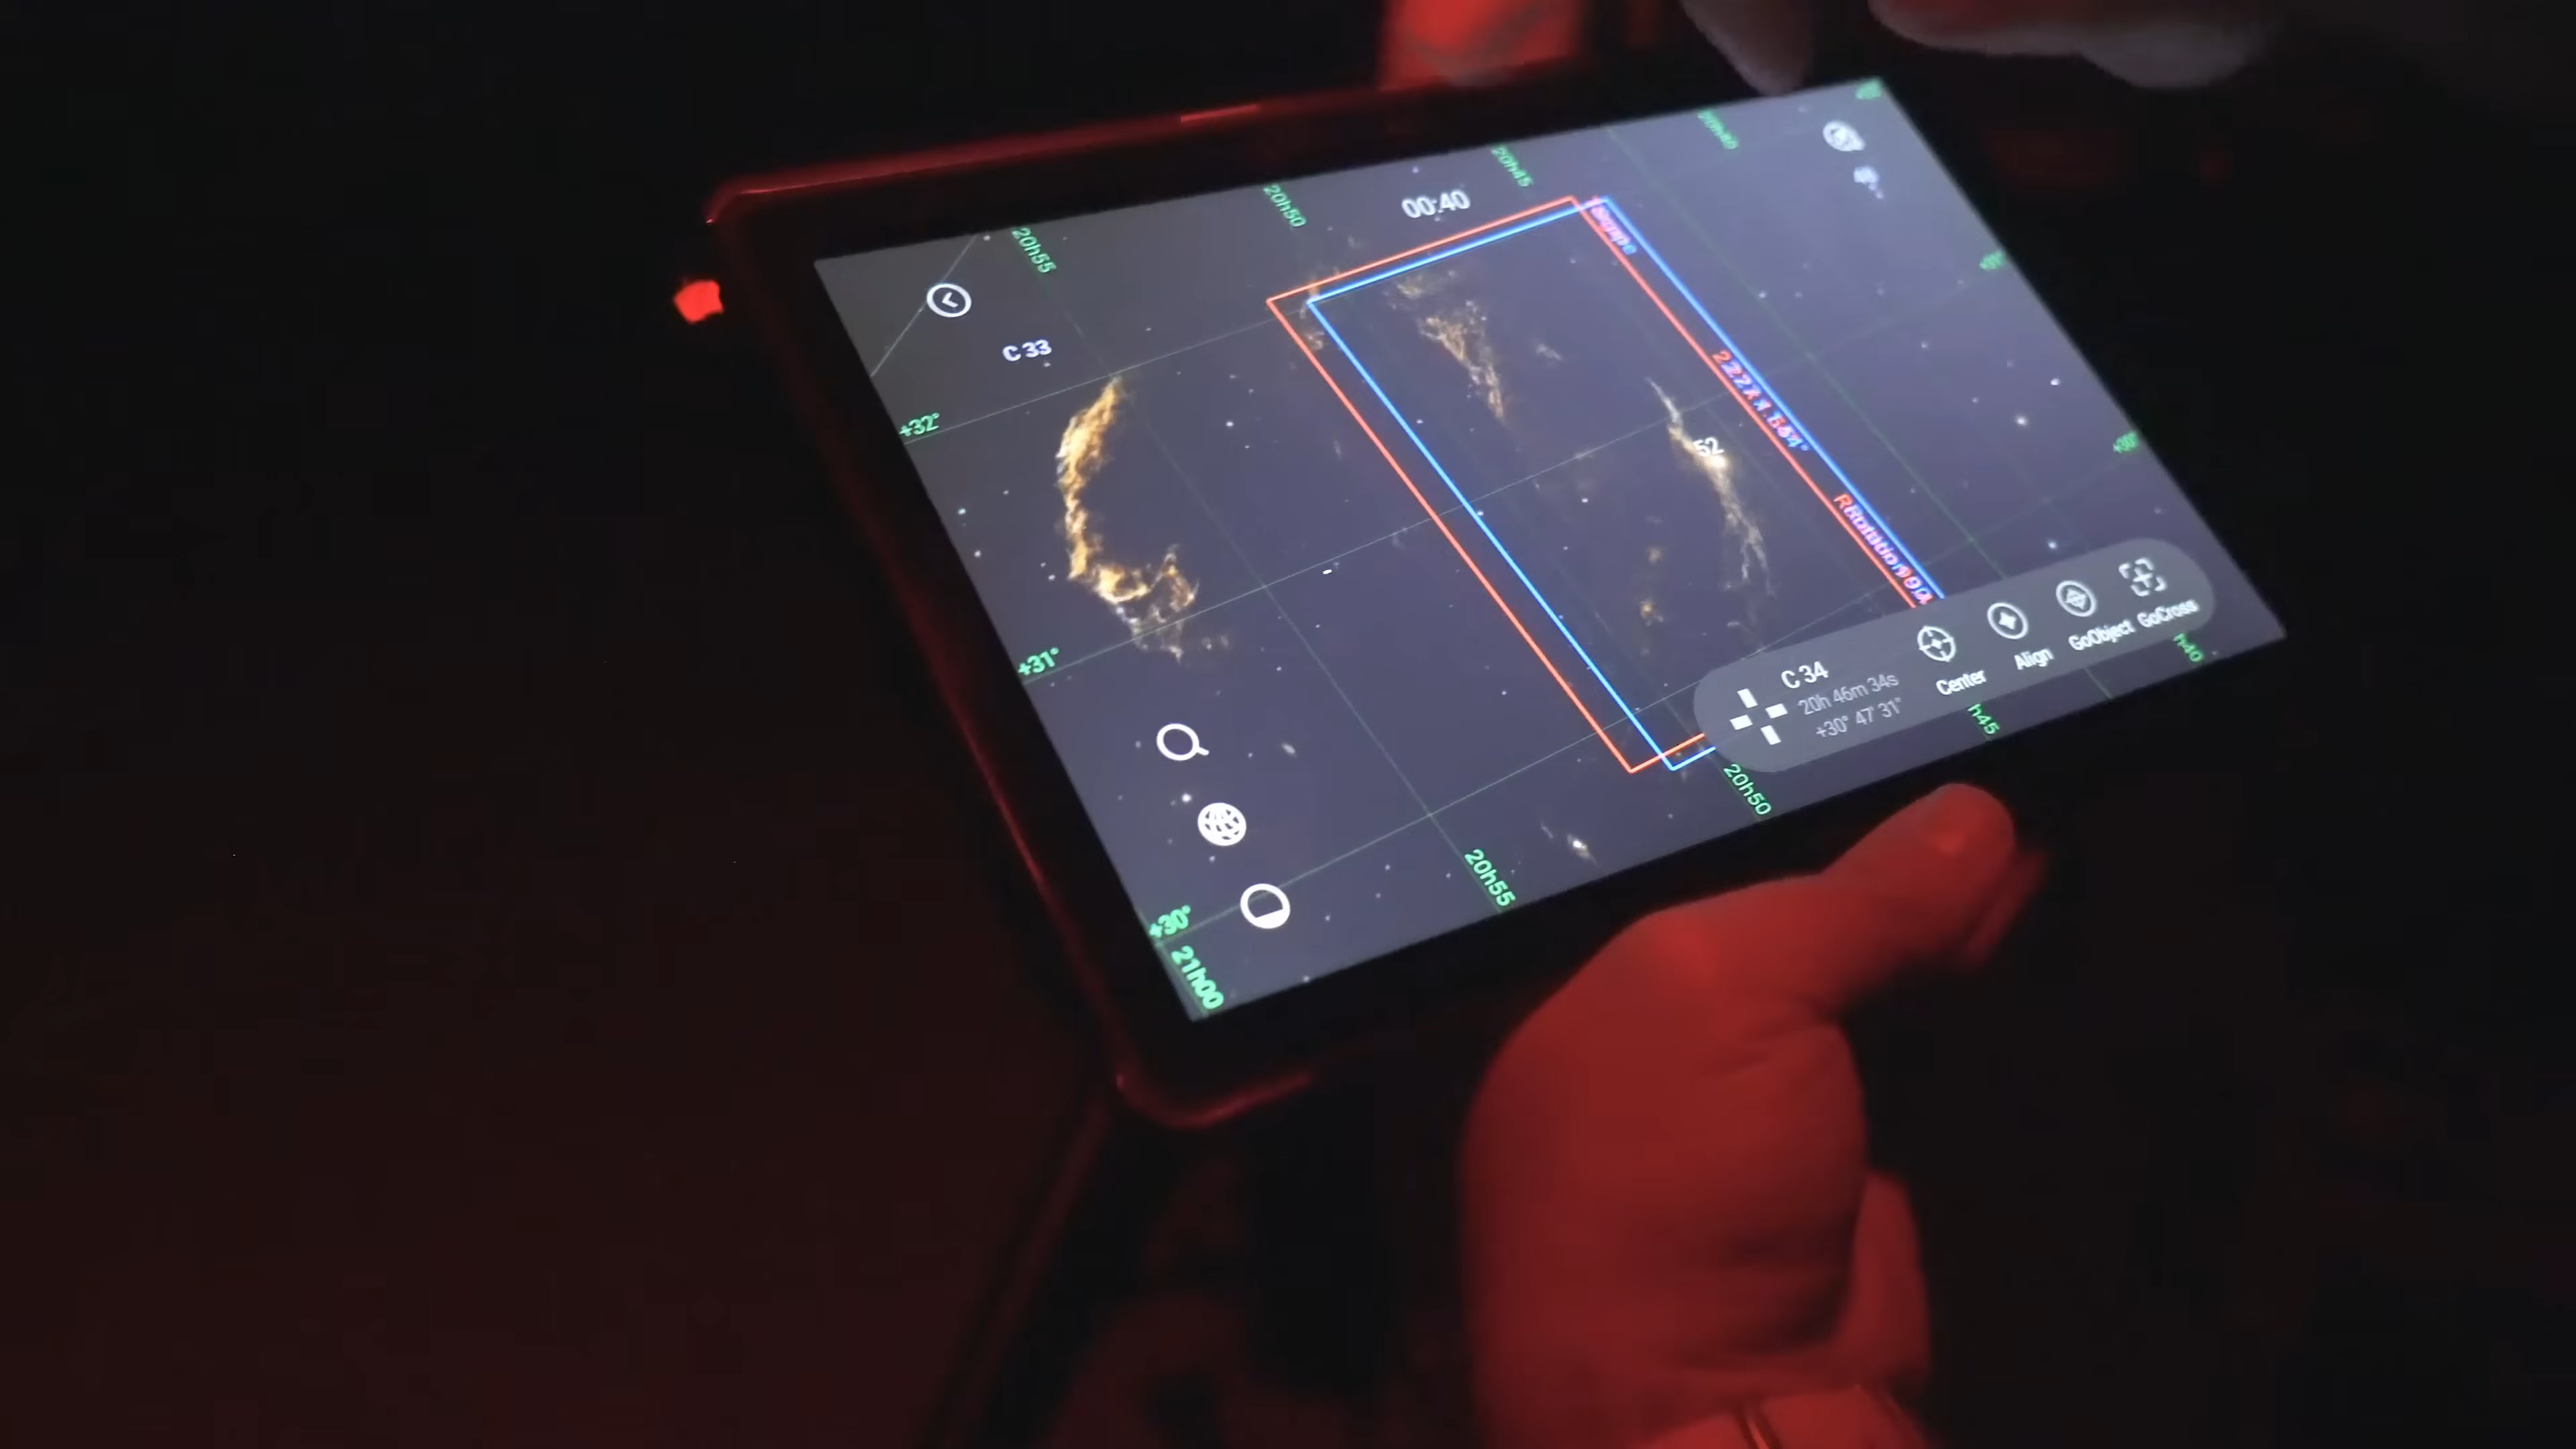 20h45
20h50
00:40
20h55
C 33
+32°
52
+31°
C 34
20h 46m 34s
+30° 47' 31"
Center
Align
GoObject
GoCross
h45
20h50
20h55
+30°
21h00